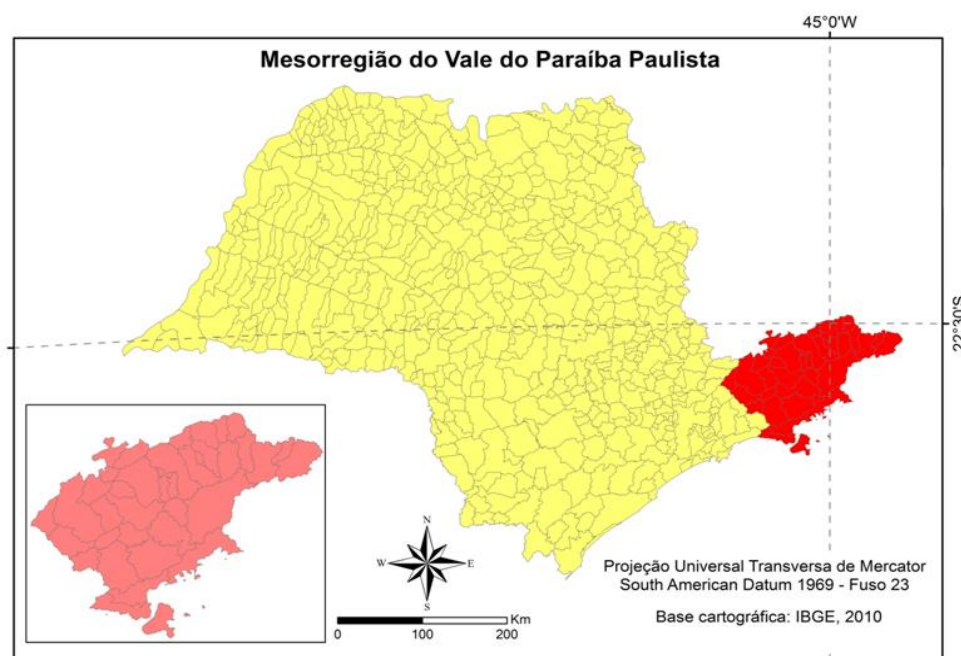 45°0'W
Mesorregião do Vale do Paraíba Paulista
22°30'S
N
W
E
S
Projeção Universal Transversa de Mercator
South American Datum 1969 - Fuso 23
Km
0
100
200
Base cartográfica: IBGE, 2010